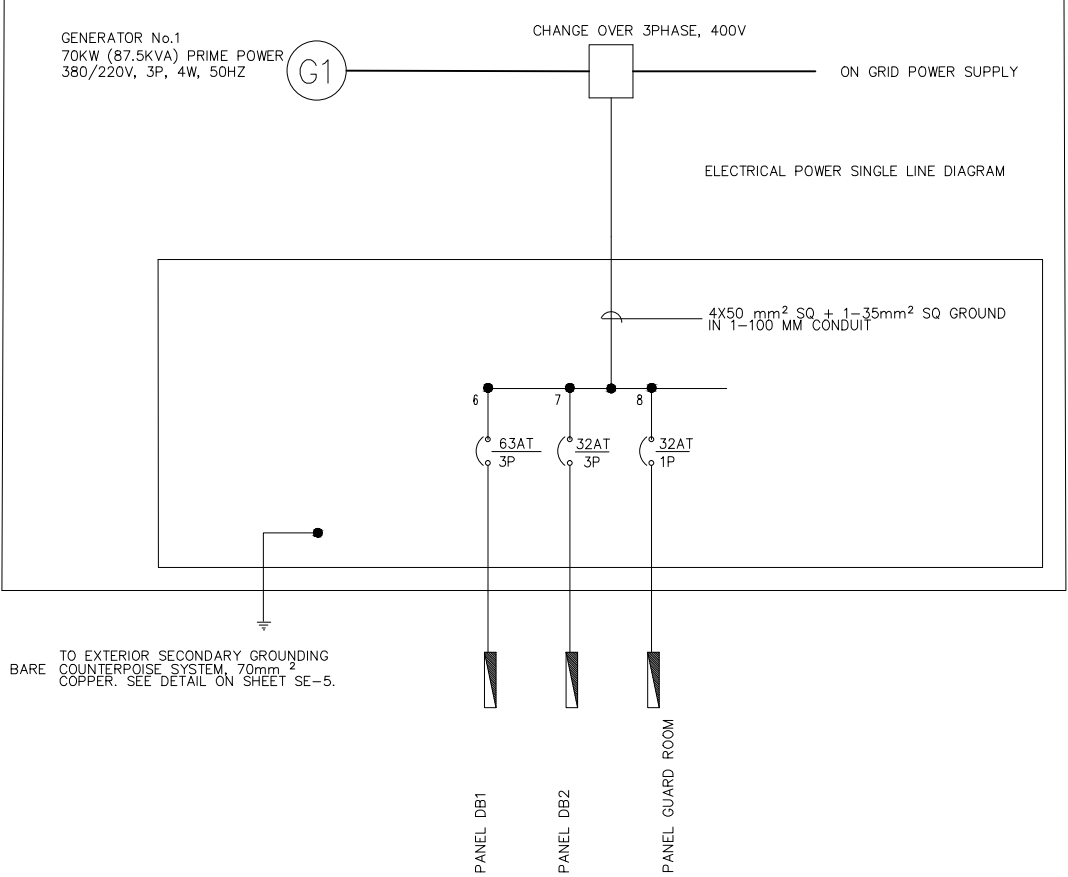 GENERATOR No.1
70KW (87.5KVA) PRIME POWER
380/220V, 3P, 4W, 50HZ
G1
CHANGE OVER 3PHASE, 400V
ON GRID POWER SUPPLY
ELECTRICAL POWER SINGLE LINE DIAGRAM
4X50 mm² SQ + 1-35mm² SQ GROUND
IN 1-100 MM CONDUIT
6
7
8
63AT
3P
32AT
3P
32AT
1P
TO EXTERIOR SECONDARY GROUNDING
BARE COUNTERPOISE SYSTEM, 70mm ²
COPPER. SEE DETAIL ON SHEET SE-5.
PANEL DB1
PANEL DB2
PANEL GUARD ROOM